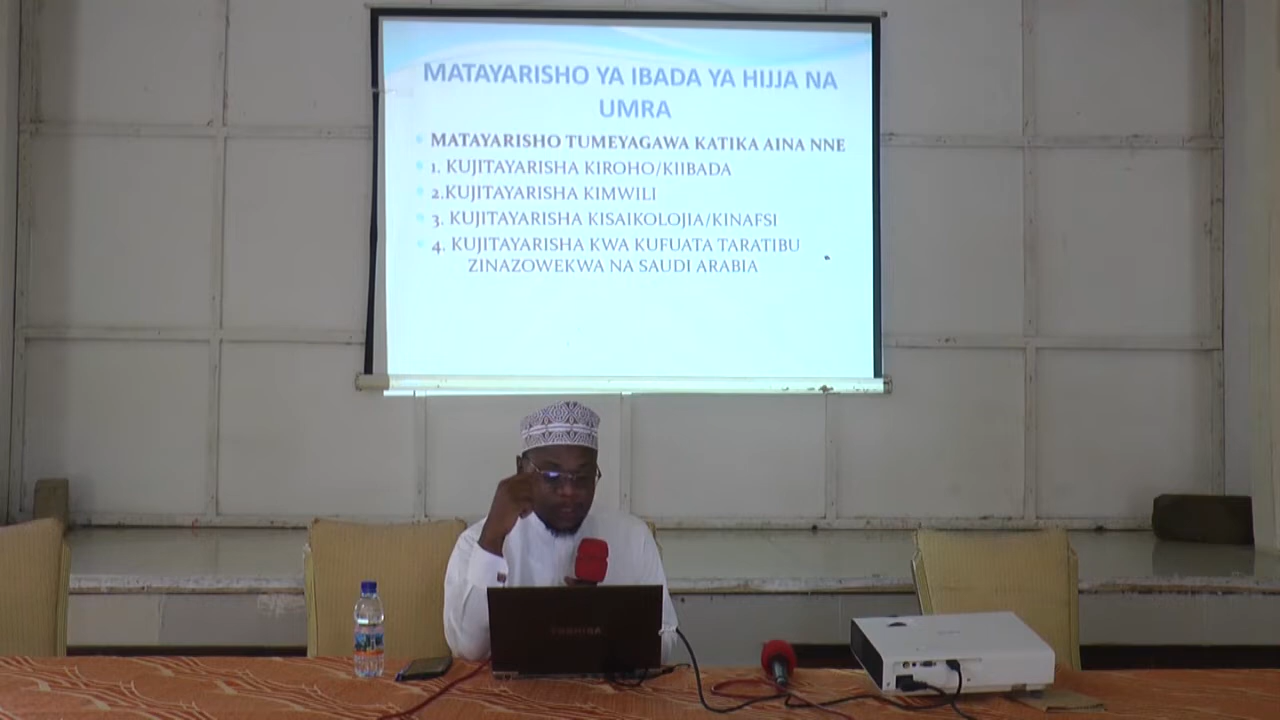 MATAYARISHO YA IBADA YA HIJJA NA
UMRA
MATAYARISHO TUMEYAGAWA KATIKA AINA NNE
1. KUJITAYARISHA KIROHO/KIIBADA
2.KUJITAYARISHA KIMWILI
3. KUJITAYARISHA KISAIKOLOJIA/KINAFSI
4. KUJITAYARISHA KWA KUFUATA TARATIBU
ZINAZOWEKWA NA SAUDI ARABIA
TOSHIBA